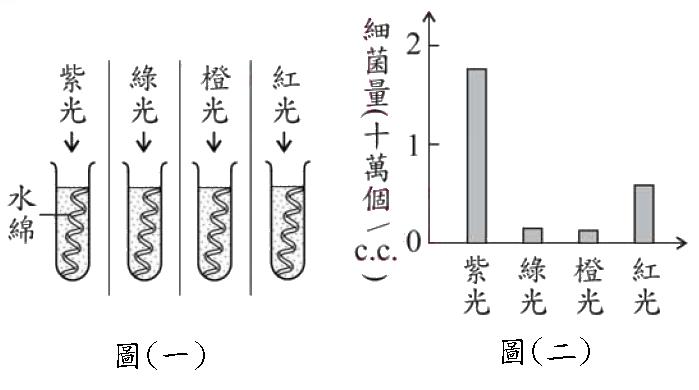 紫光
綠光
橙光
紅光
水綿
圖(一)
細菌量(十萬個/c.c.)
2
1
0
紫光
綠光
橙光
紅光
圖(二)